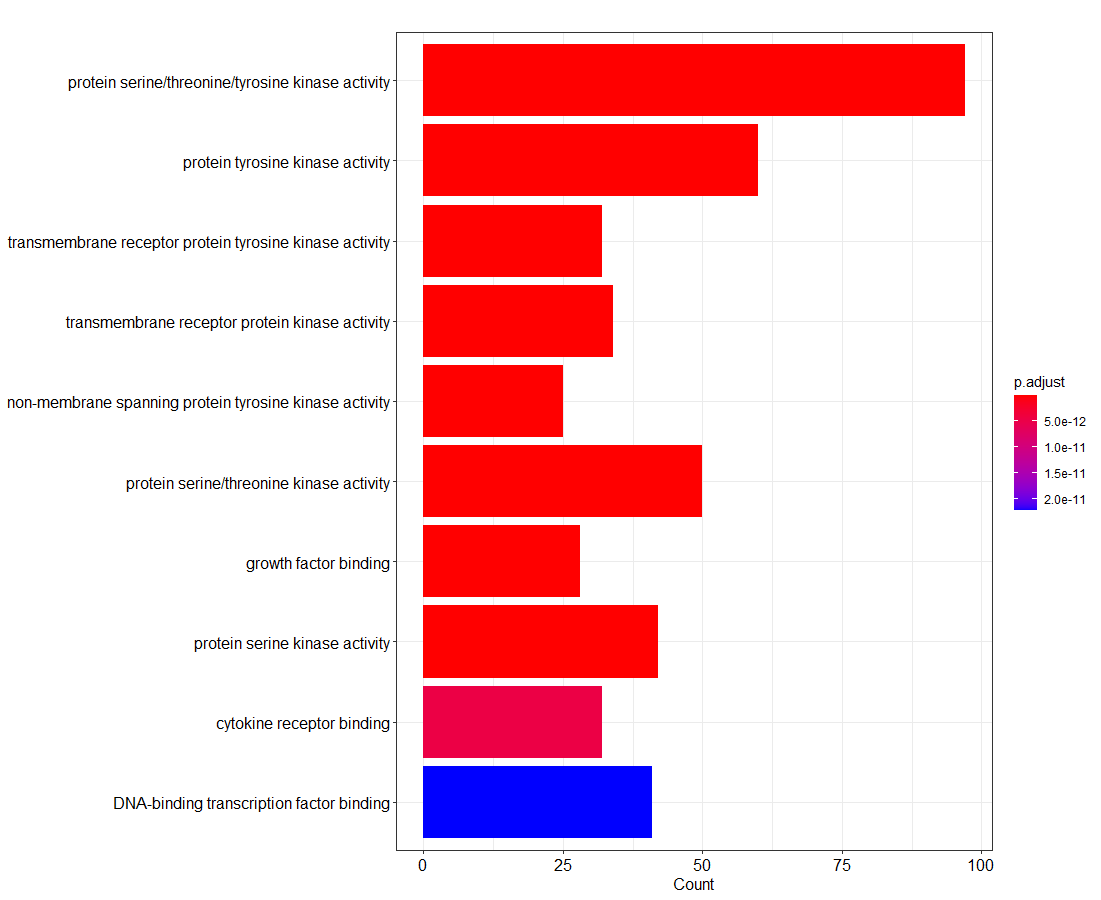 protein serine/threonine/tyrosine kinase activity
protein tyrosine kinase activity
transmembrane receptor protein tyrosine kinase activity
transmembrane receptor protein kinase activity
non-membrane spanning protein tyrosine kinase activity
protein serine/threonine kinase activity
growth factor binding
protein serine kinase activity
cytokine receptor binding
DNA-binding transcription factor binding
0 25 50 75 100
Count
p.adjust
5.0e-12
1.0e-11
1.5e-11
2.0e-11